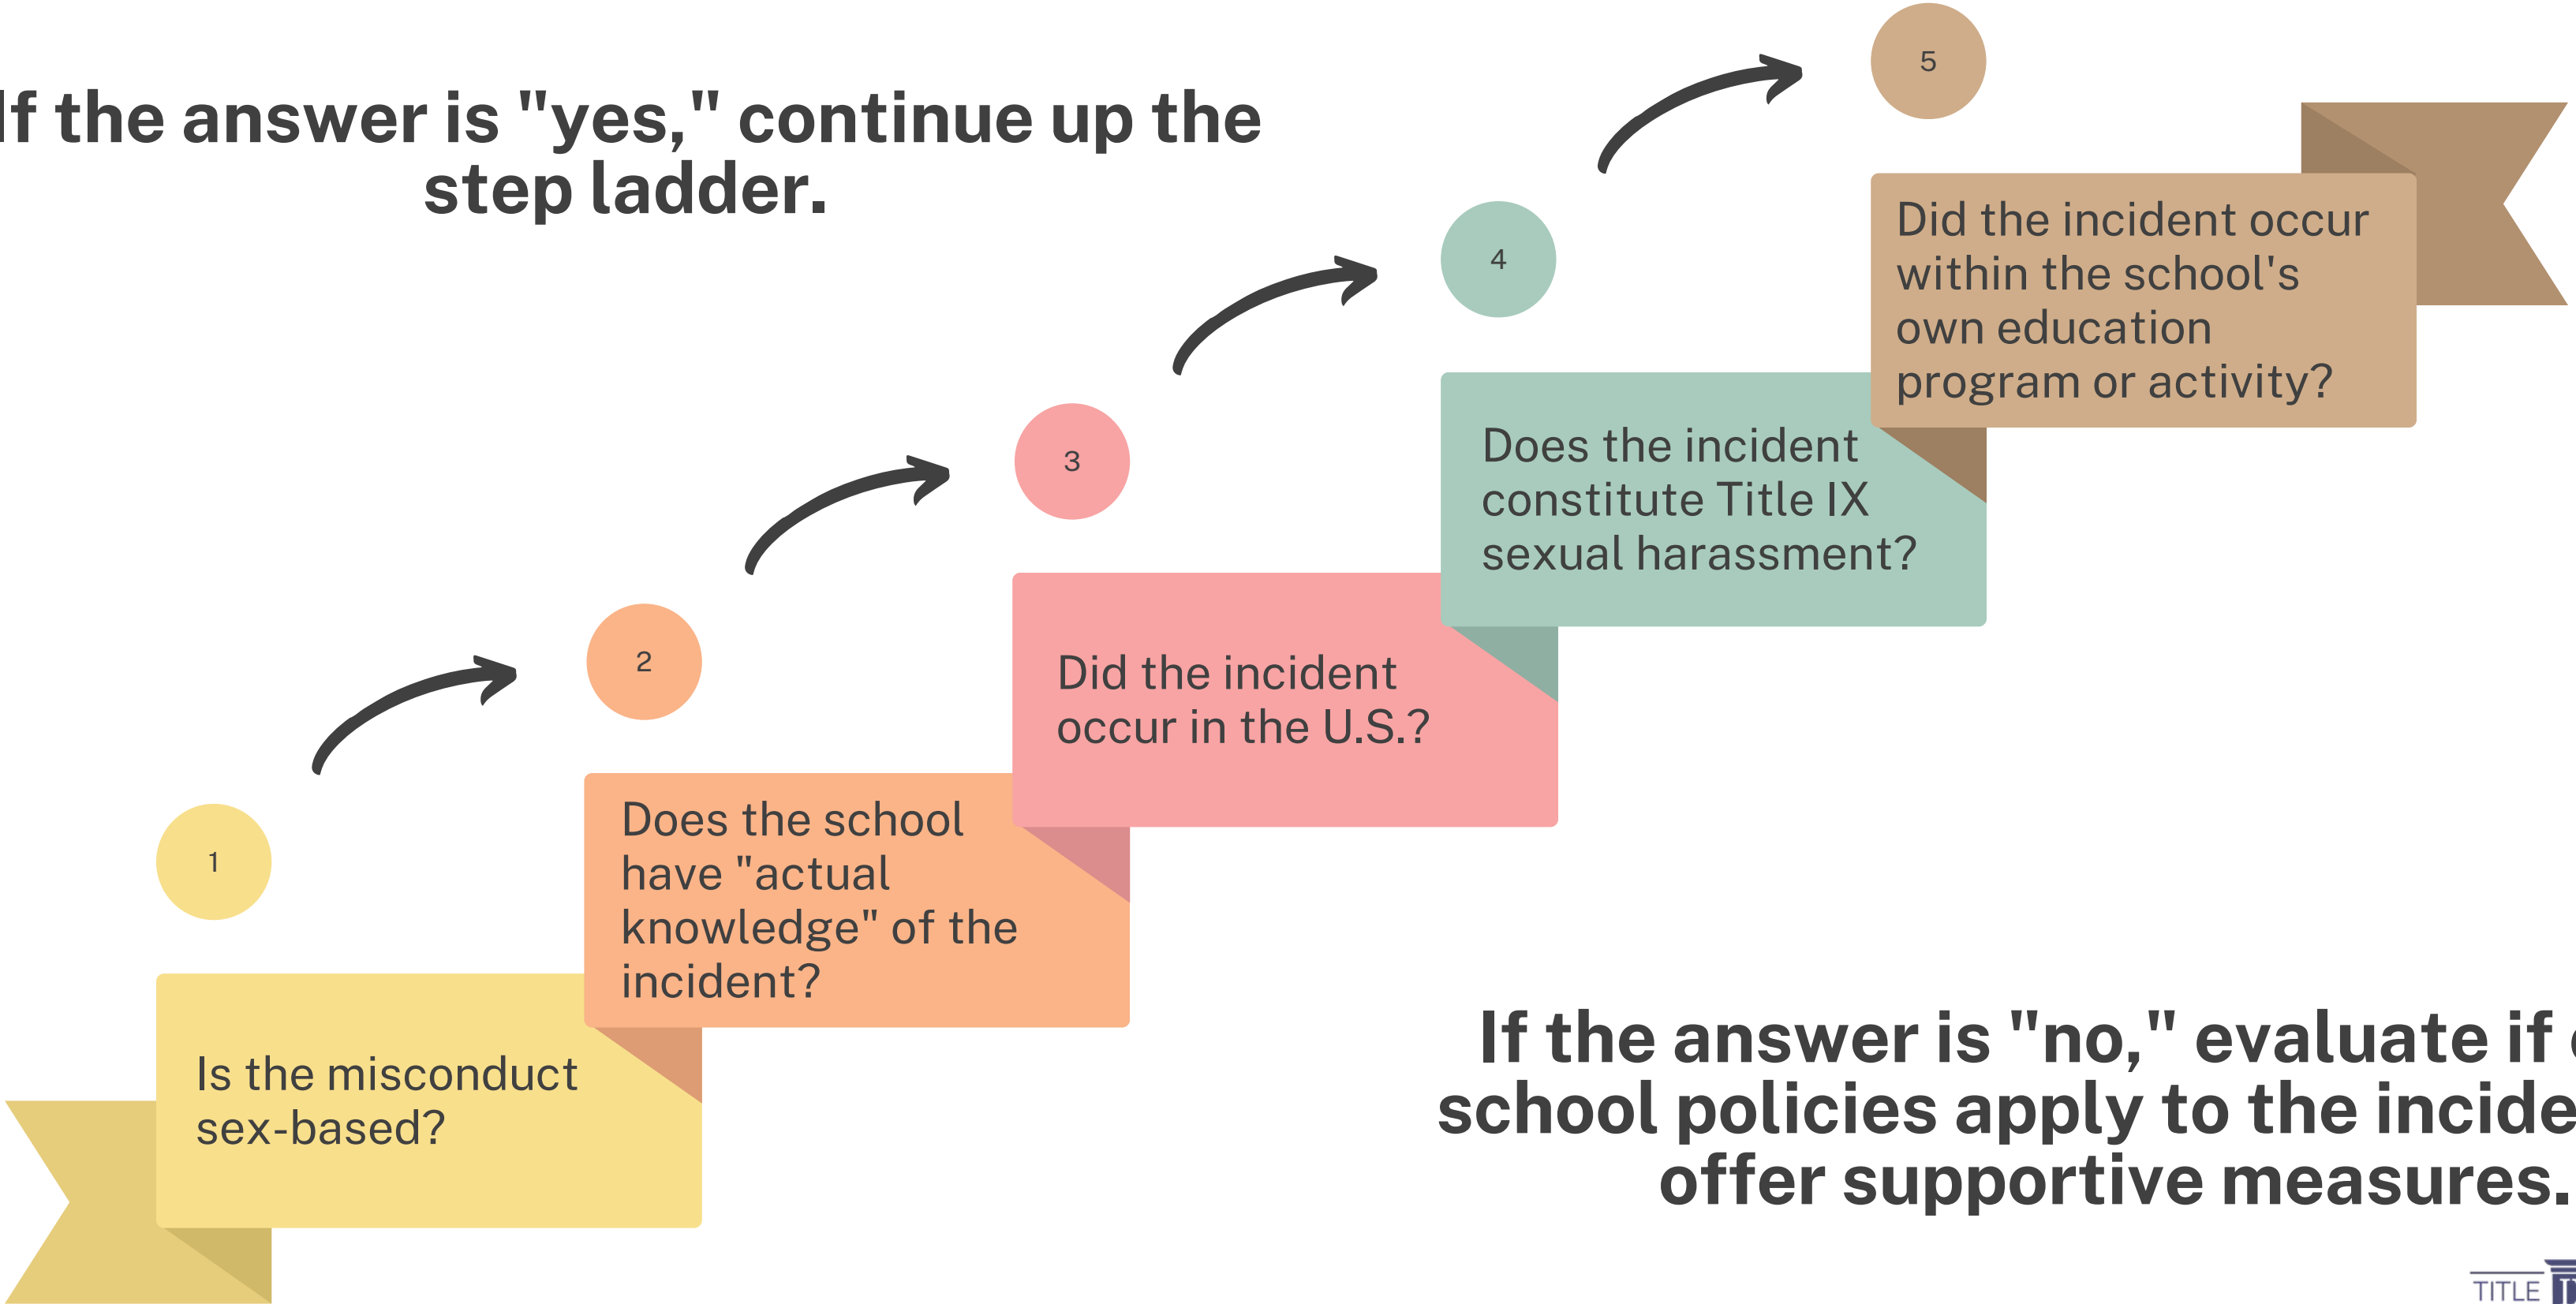 If the answer is "yes," continue up the
step ladder.
5
Did the incident occur
within the school's
own education
program or activity?
4
Does the incident
constitute Title IX
sexual harassment?
3
Did the incident
occur in the U.S.?
2
Does the school
have "actual
knowledge" of the
incident?
1
Is the misconduct
sex-based?
If the answer is "no," evaluate if
school policies apply to the
offer supportive measures.
TITLE